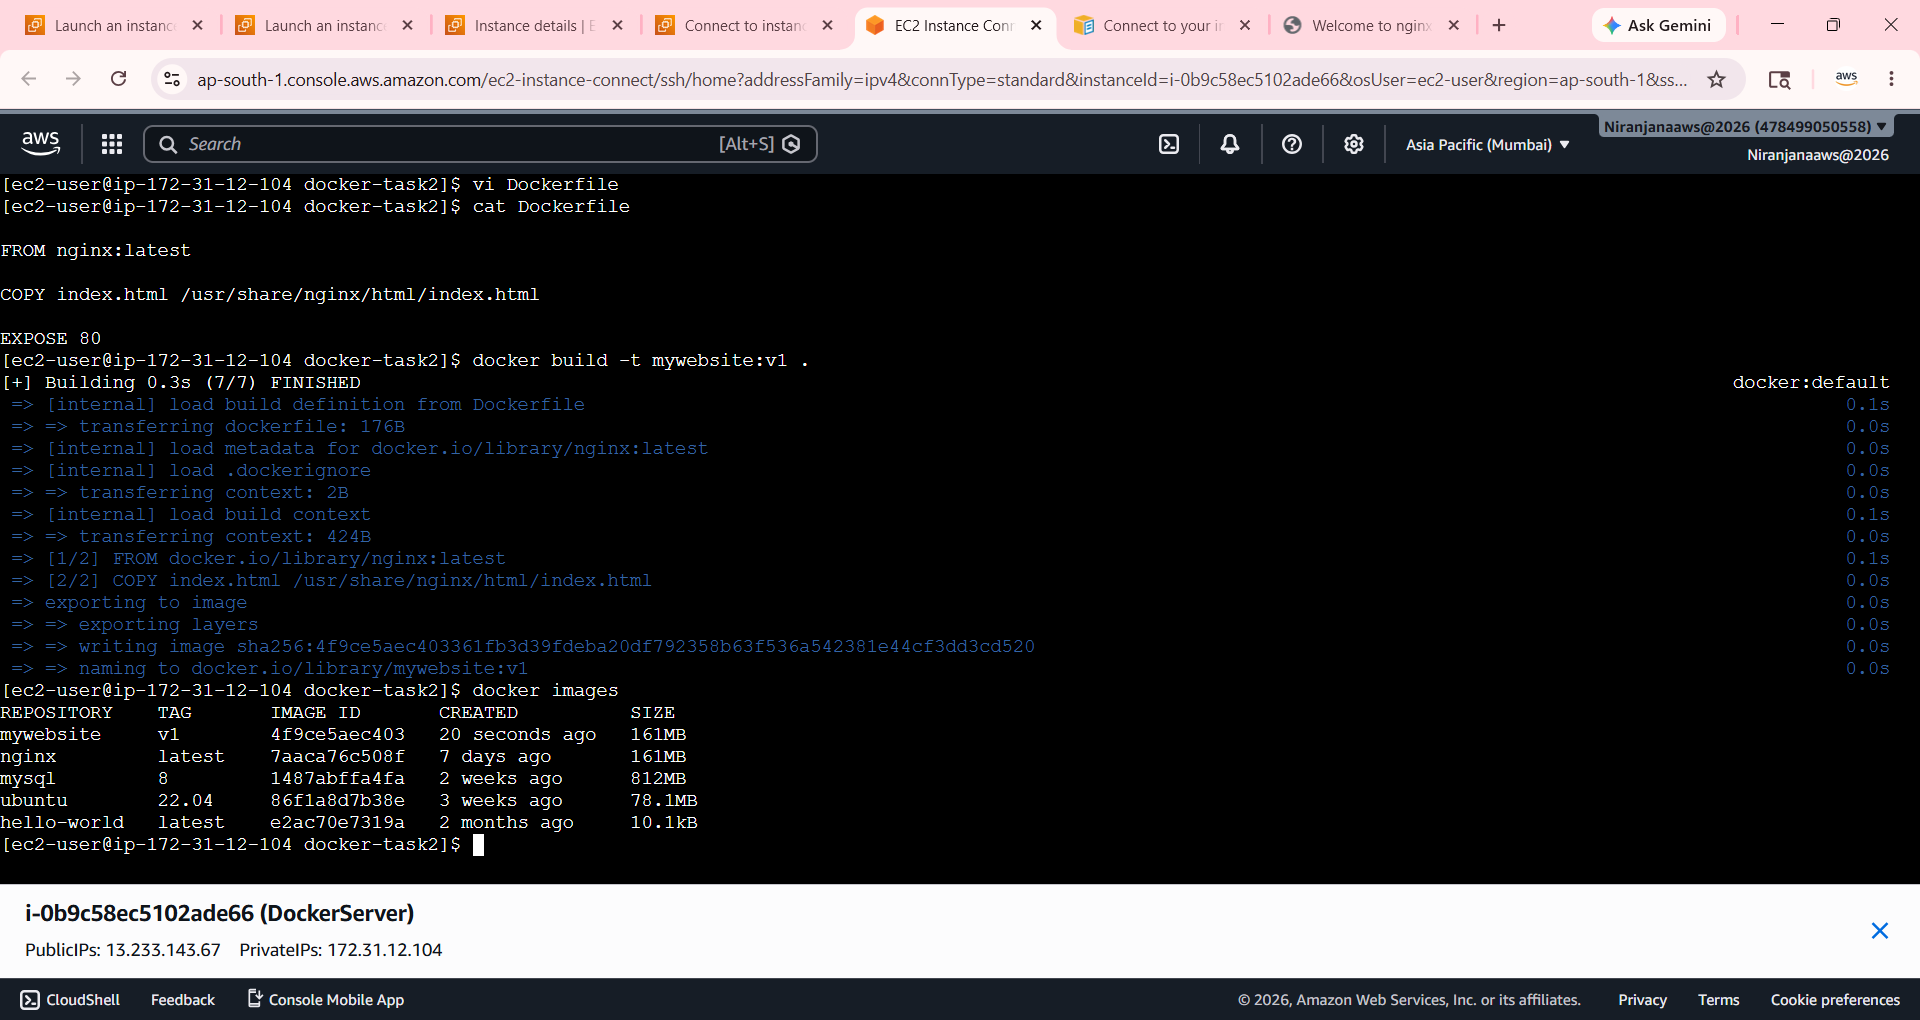 Launch an instance
Launch an instance
Instance details | E
Connect to instanc
EC2 Instance Conn
Connect to your in
Welcome to nginx
Ask Gemini
ap-south-1.console.aws.amazon.com/ec2-instance-connect/ssh/home?addressFamily=ipv4&connType=standard&instanceId=i-0b9c58ec5102ade66&osUser=ec2-user&region=ap-south-1&ss...
aws
aws
Search
[Alt+S]
Asia Pacific (Mumbai) ▼
Niranjanaaws@2026 (478499050558) ▼
Niranjanaaws@2026
[ec2-user@ip-172-31-12-104 docker-task2]$ vi Dockerfile
[ec2-user@ip-172-31-12-104 docker-task2]$ cat Dockerfile
FROM nginx:latest
COPY index.html /usr/share/nginx/html/index.html
EXPOSE 80
[ec2-user@ip-172-31-12-104 docker-task2]$ docker build -t mywebsite:v1 .
[+] Building 0.3s (7/7) FINISHED docker:default
=> [internal] load build definition from Dockerfile 0.1s
=> => transferring dockerfile: 176B 0.0s
=> [internal] load metadata for docker.io/library/nginx:latest 0.0s
=> [internal] load .dockerignore 0.0s
=> => transferring context: 2B 0.0s
=> [internal] load build context 0.1s
=> => transferring context: 424B 0.0s
=> [1/2] FROM docker.io/library/nginx:latest 0.1s
=> [2/2] COPY index.html /usr/share/nginx/html/index.html 0.0s
=> exporting to image 0.0s
=> => exporting layers 0.0s
=> => writing image sha256:4f9ce5aec403361fb3d39fdeba20df792358b63f536a542381e44cf3dd3cd520 0.0s
=> => naming to docker.io/library/mywebsite:v1 0.0s
[ec2-user@ip-172-31-12-104 docker-task2]$ docker images
REPOSITORY TAG IMAGE ID CREATED SIZE
mywebsite v1 4f9ce5aec403 20 seconds ago 161MB
nginx latest 7aaca76c508f 7 days ago 161MB
mysql 8 1487abffa4fa 2 weeks ago 812MB
ubuntu 22.04 86f1a8d7b38e 3 weeks ago 78.1MB
hello-world latest e2ac70e7319a 2 months ago 10.1kB
[ec2-user@ip-172-31-12-104 docker-task2]$
i-0b9c58ec5102ade66 (DockerServer)
PublicIPs: 13.233.143.67 PrivateIPs: 172.31.12.104
CloudShell Feedback Console Mobile App © 2026, Amazon Web Services, Inc. or its affiliates. Privacy Terms Cookie preferences